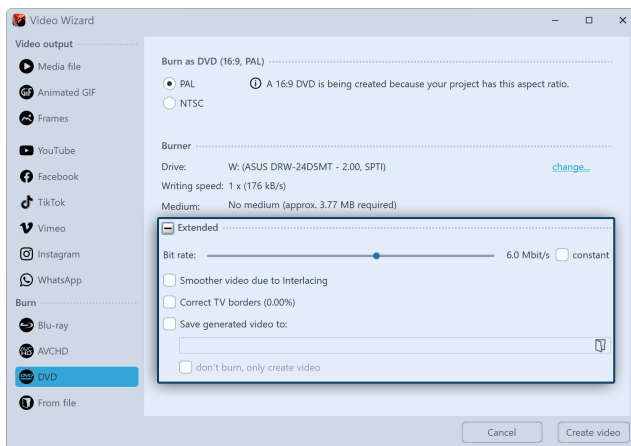 Video Wizard
Video output
Media file
Animated GIF
Frames
YouTube
Facebook
TikTok
Vimeo
Instagram
WhatsApp
Burn
Blu-ray
AVCHD
DVD
From file
Burn as DVD (16:9, PAL)
PAL
A 16:9 DVD is being created because your project has this aspect ratio.
NTSC
Burner
Drive: W: (ASUS DRW-24D5MT - 2.00, SPTI) change...
Writing speed: 1 x (176 kB/s)
Medium: No medium (approx. 3.77 MB required)
Extended
Bit rate: 6.0 Mbit/s constant
Smoother video due to Interlacing
Correct TV borders (0.00%)
Save generated video to:
don't burn, only create video
Cancel Create video